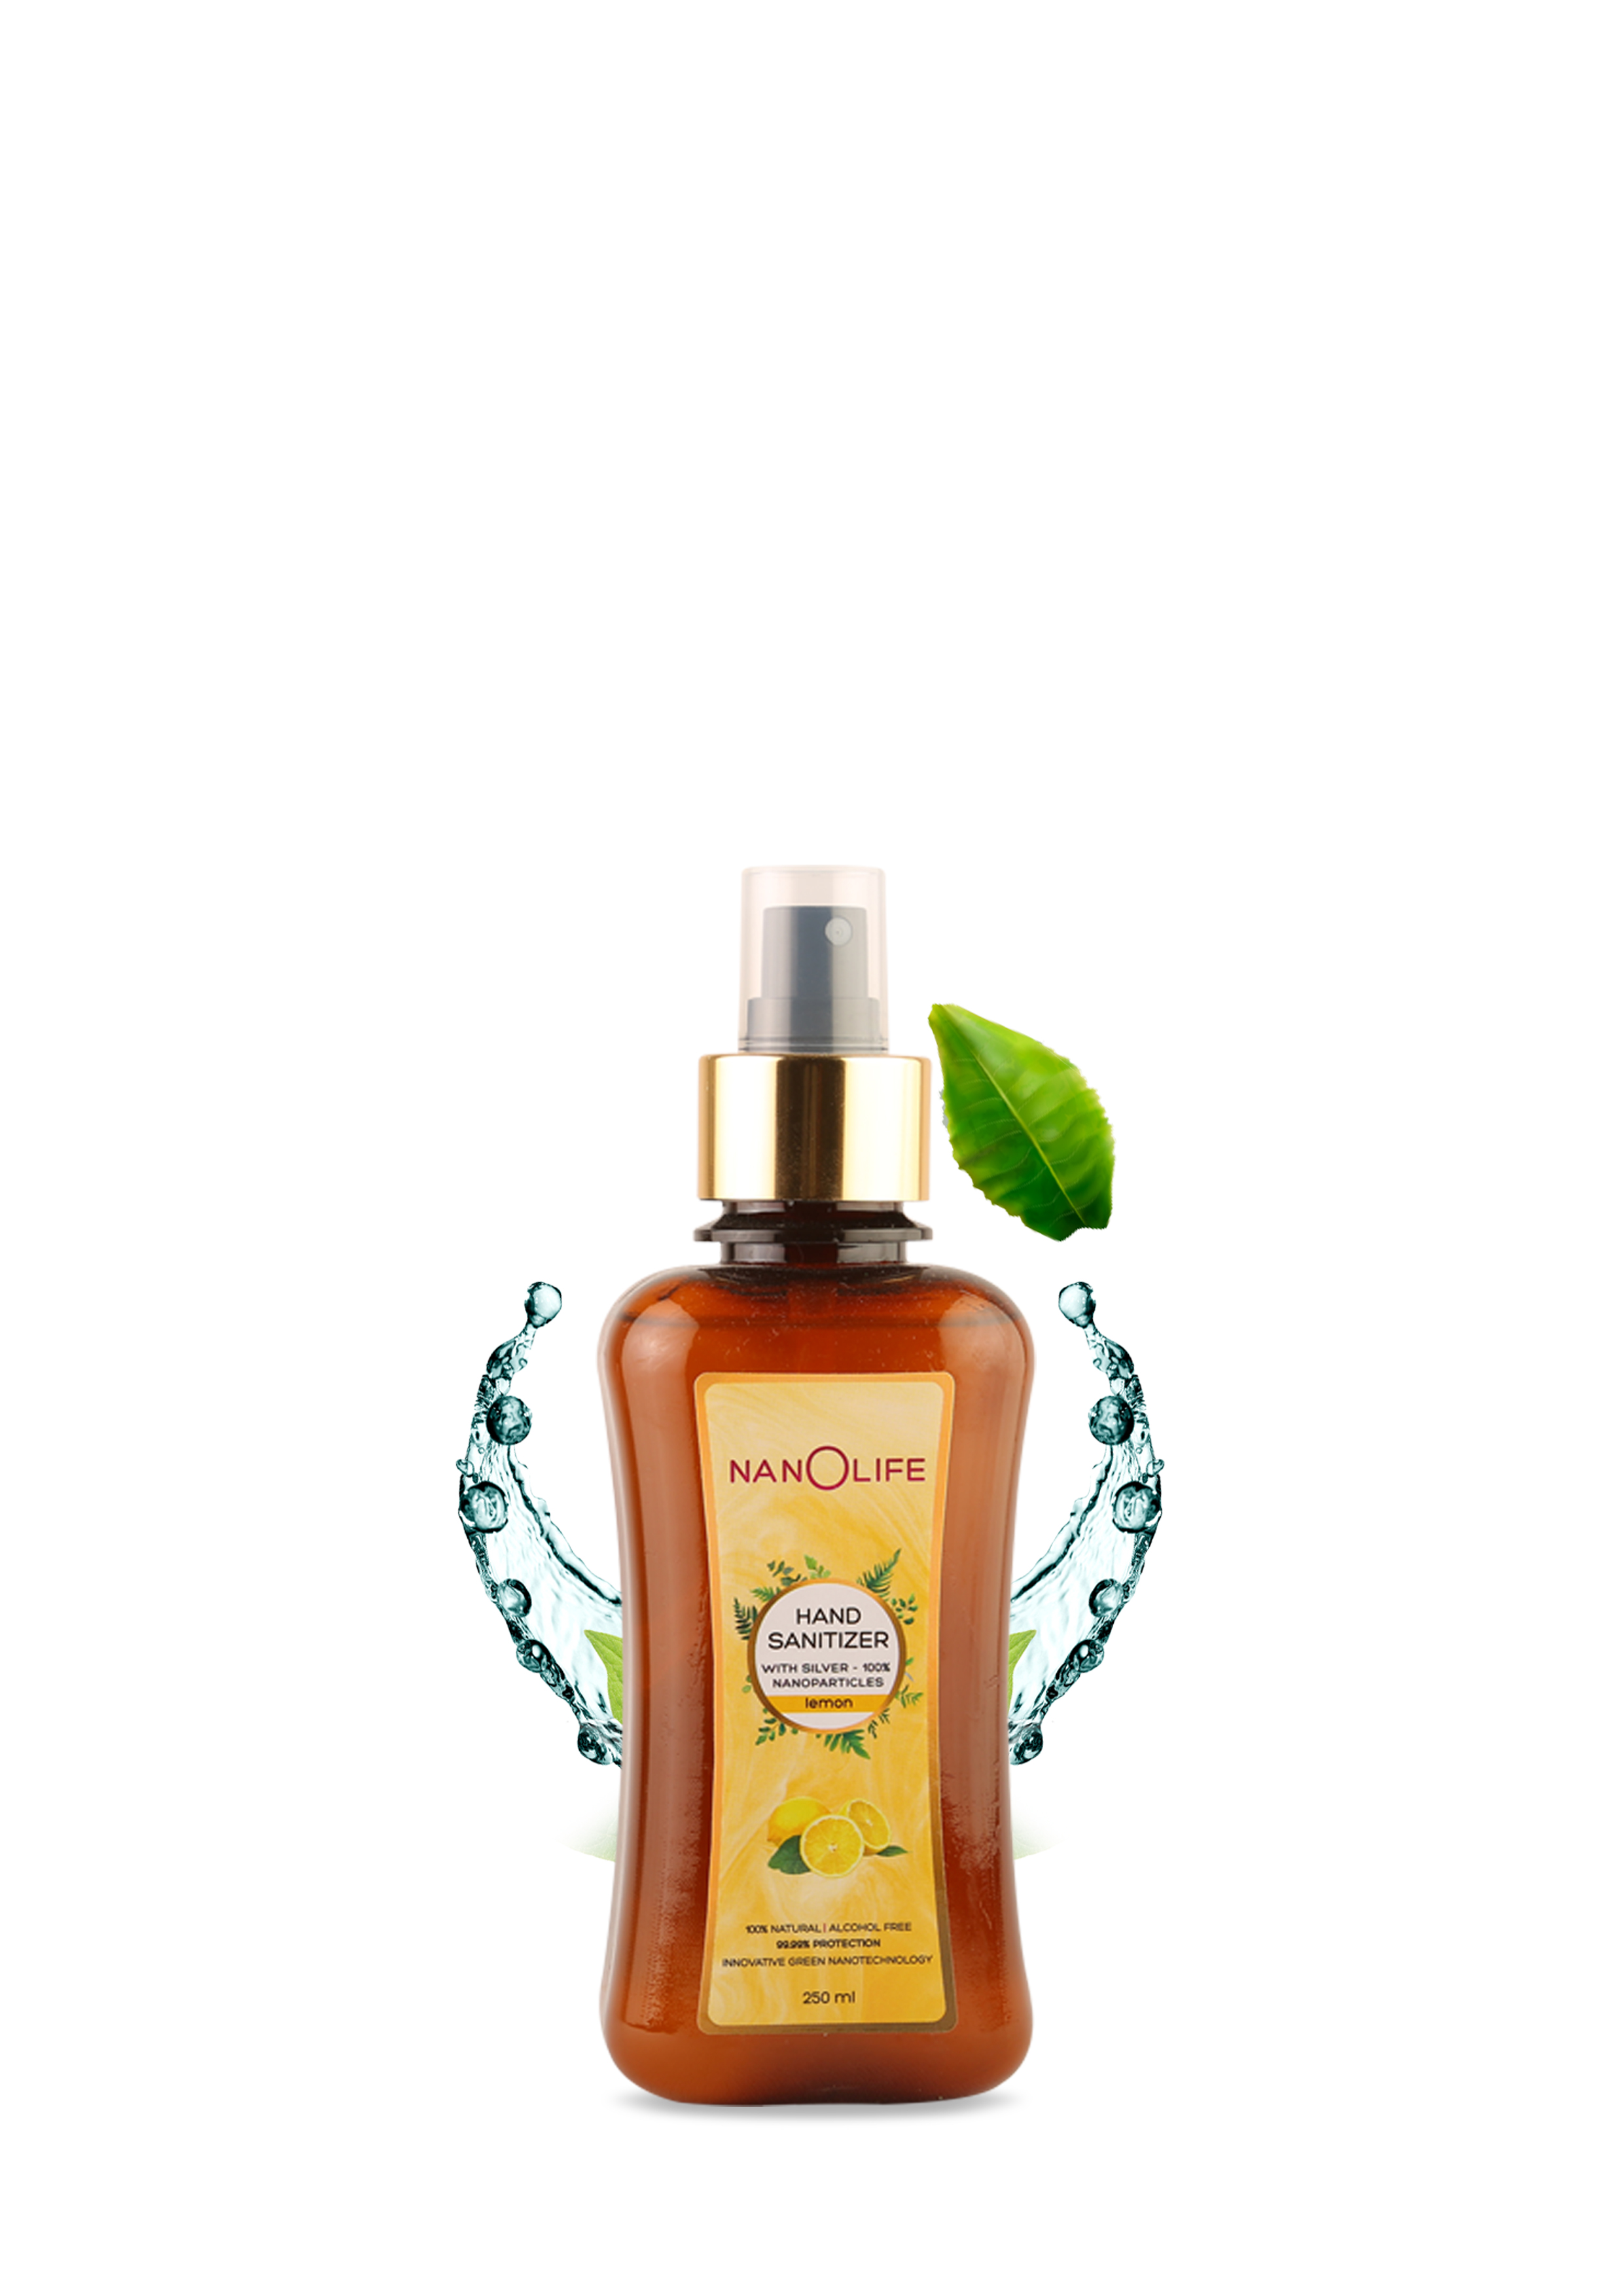 NANOLIFE
HAND
SANITIZER
WITH SILVER - 100%
NANOPARTICLES
lemon
100% NATURAL | ALCOHOL FREE
99.99% PROTECTION
INNOVATIVE GREEN NANOTECHNOLOGY
250 ml